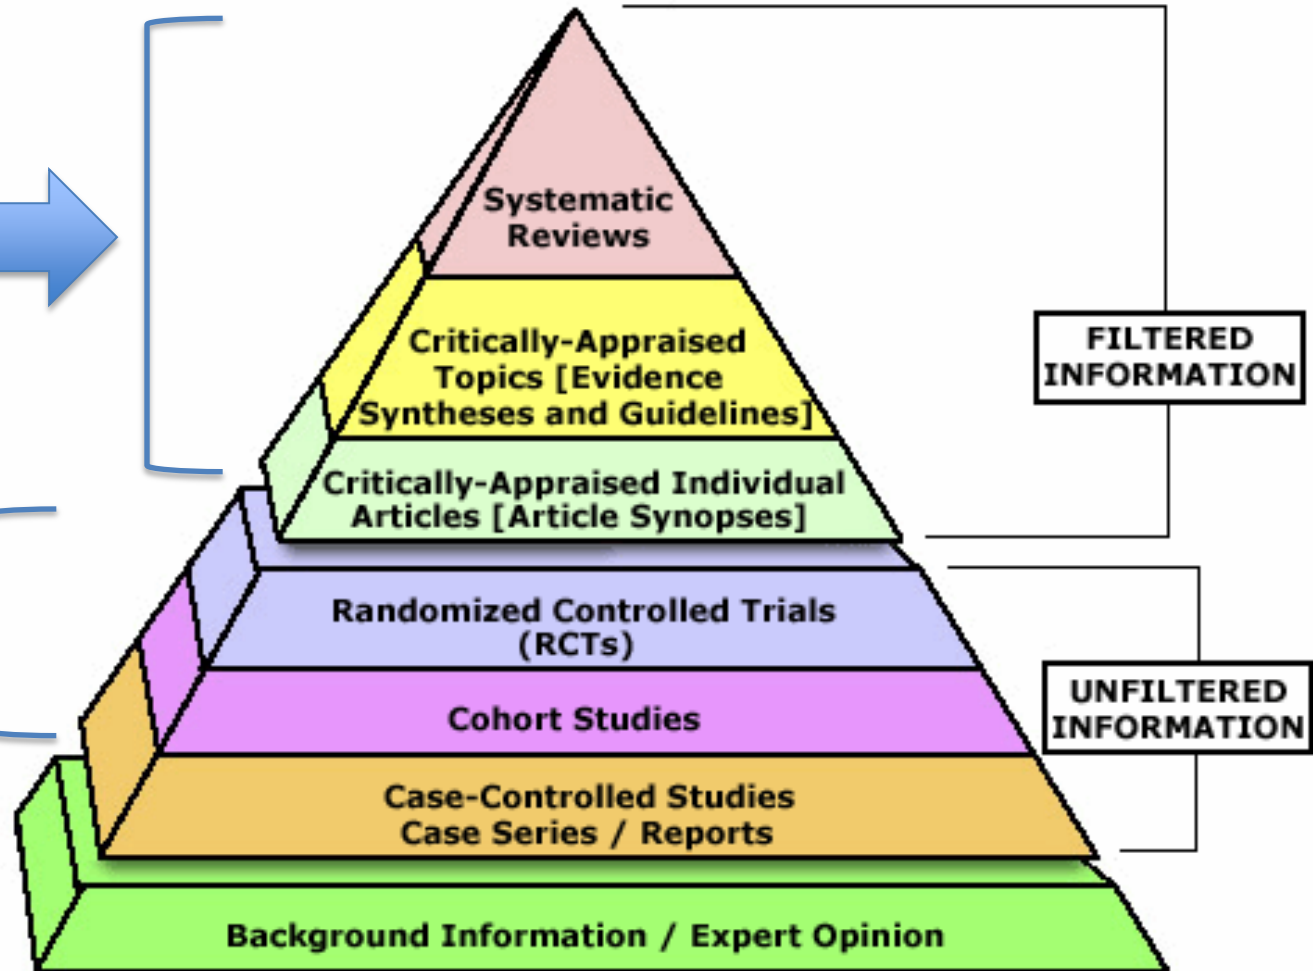 Systematic
Reviews
Critically-Appraised
Topics [Evidence
Syntheses and Guidelines]
FILTERED
INFORMATION
Critically-Appraised Individual
Articles [Article Synopses]
Randomized Controlled Trials
(RCTs)
Cohort Studies
UNFILTERED
INFORMATION
Case-Controlled Studies
Case Series / Reports
Background Information / Expert Opinion